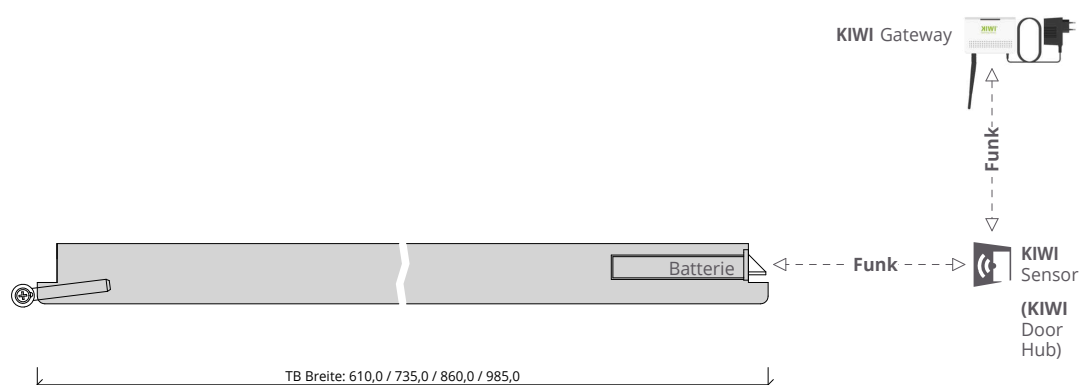 KIWI Gateway
KIWI
Funk
Batterie
Funk
KIWI
Sensor
(KIWI
Door
Hub)
TB Breite: 610,0 / 735,0 / 860,0 / 985,0